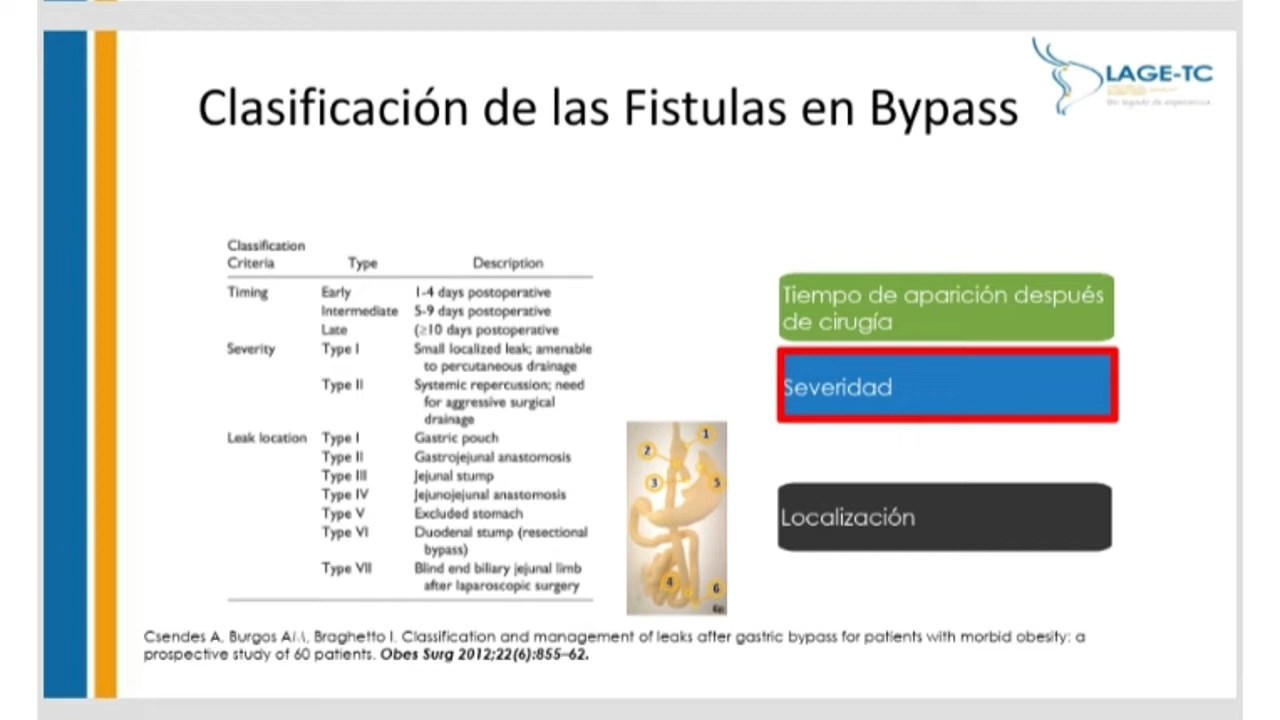 LAGE-TC
Clasificación de las Fistulas en Bypass
Classification
Criteria Type Description
Timing Early 1-4 days postoperative
Intermediate 5-9 days postoperative
Late (≥10 days postoperative
Severity Type I Small localized leak; amenable
to percutaneous drainage
Type II Systemic repercussion; need
for aggressive surgical
drainage
Leak location Type I Gastric pouch
Type II Gastrojejunal anastomosis
Type III Jejunal stump
Type IV Jejunojejunal anastomosis
Type V Excluded stomach
Type VI Duodenal stump (resectional
bypass)
Type VII Blind end biliary jejunal limb
after laparoscopic surgery
1
2
3
5
4
6
Tiempo de aparición después
de cirugía
Severidad
Localización
Csendes A, Burgos, Braghetto I. Classification and management of leaks after gastric bypass for patients with morbid obesity: a
prospective study of 60 patients. Obes Surg 2012;22(6):855–62.